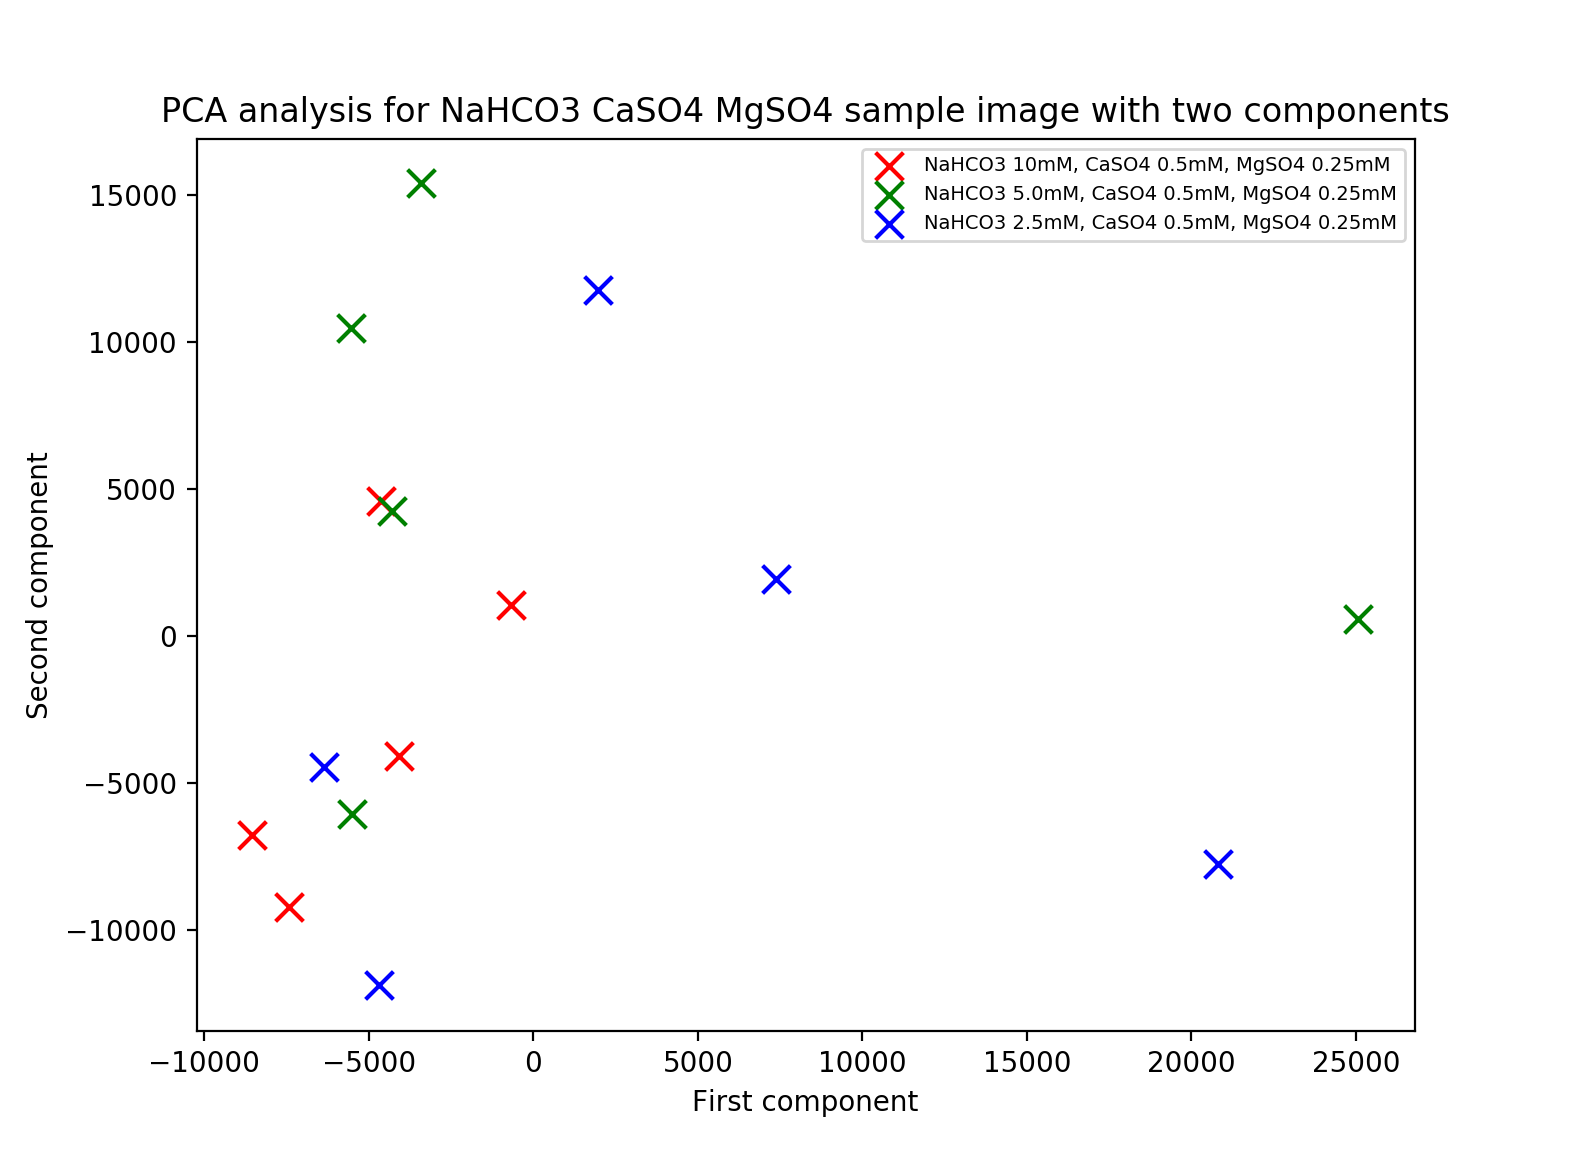 PCA analysis for NaHCO3 CaSO4 MgSO4 sample image with two components
NaHCO3 10mM, CaSO4 0.5mM, MgSO4 0.25mM
NaHCO3 5.0mM, CaSO4 0.5mM, MgSO4 0.25mM
NaHCO3 2.5mM, CaSO4 0.5mM, MgSO4 0.25mM
15000
10000
5000
0
−5000
−10000
Second component
−10000 −5000 0 5000 10000 15000 20000 25000
First component